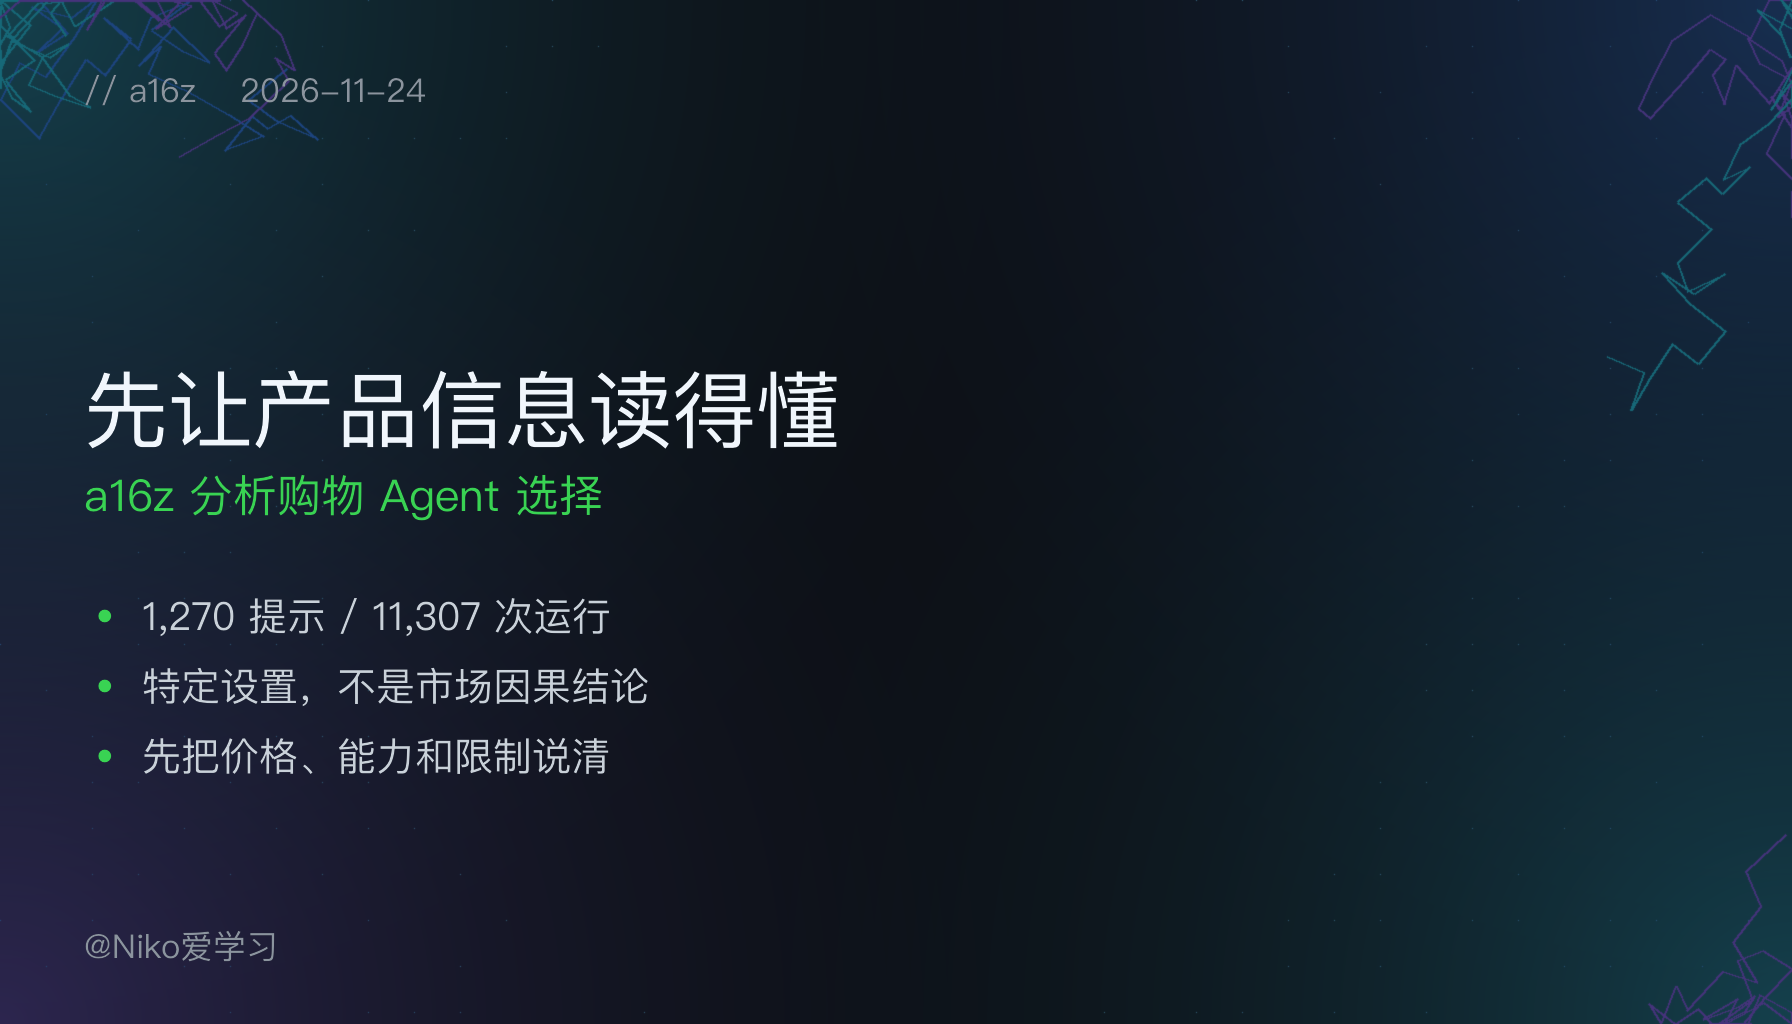 // a16z 2026-11-24
先让产品信息读得懂
a16z 分析购物 Agent 选择
• 1,270 提示 / 11,307 次运行
• 特定设置，不是市场因果结论
• 先把价格、能力和限制说清
@Niko爱学习